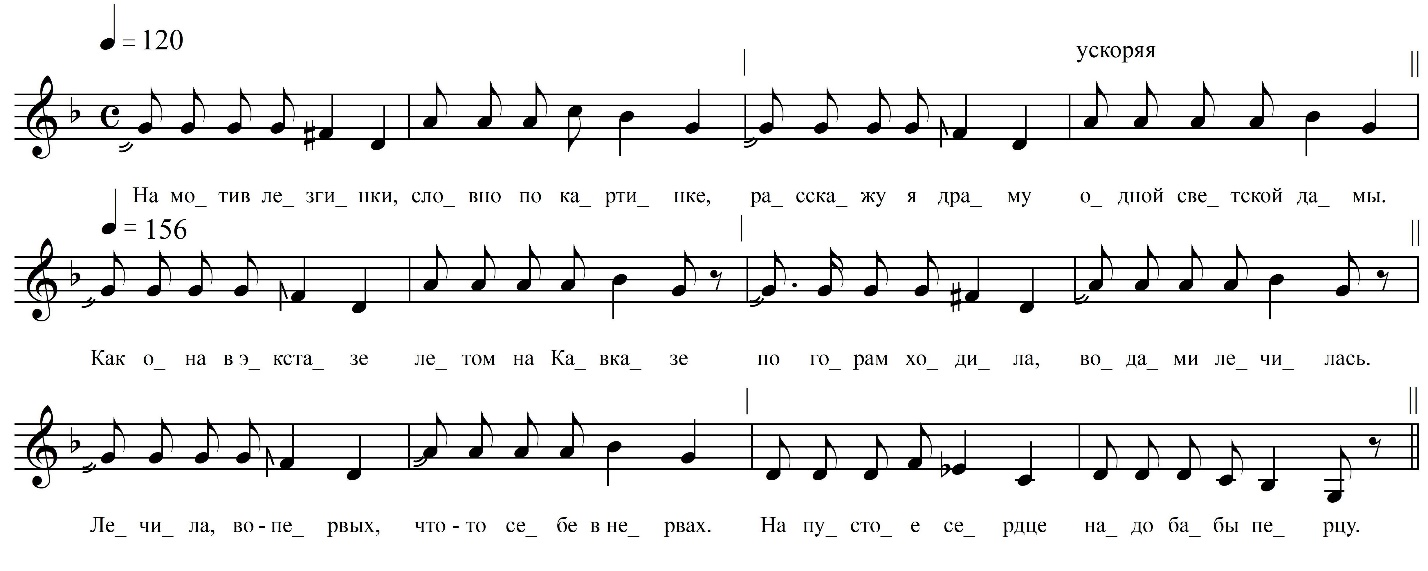 = 120
ускоряя
На мо_ тив ле_ зги_ нки, сло_ вно по ка_ рти_ нке, ра_ сска_ жу я дра_ му о_ дной све_ тской да_ мы.
= 156
Как о_ на в э_ кста_ зе ле_ том на Ка_ вка_ зе по го_ рам хо_ ди_ ла, во_ да_ ми ле_ чи_ лась.
Ле_ чи_ ла, во - пе_ рвых, что - то се_ бе в не_ рвах. На пу_ сто_ е се_ рдце на_ до ба_ бы пе_ рцу.